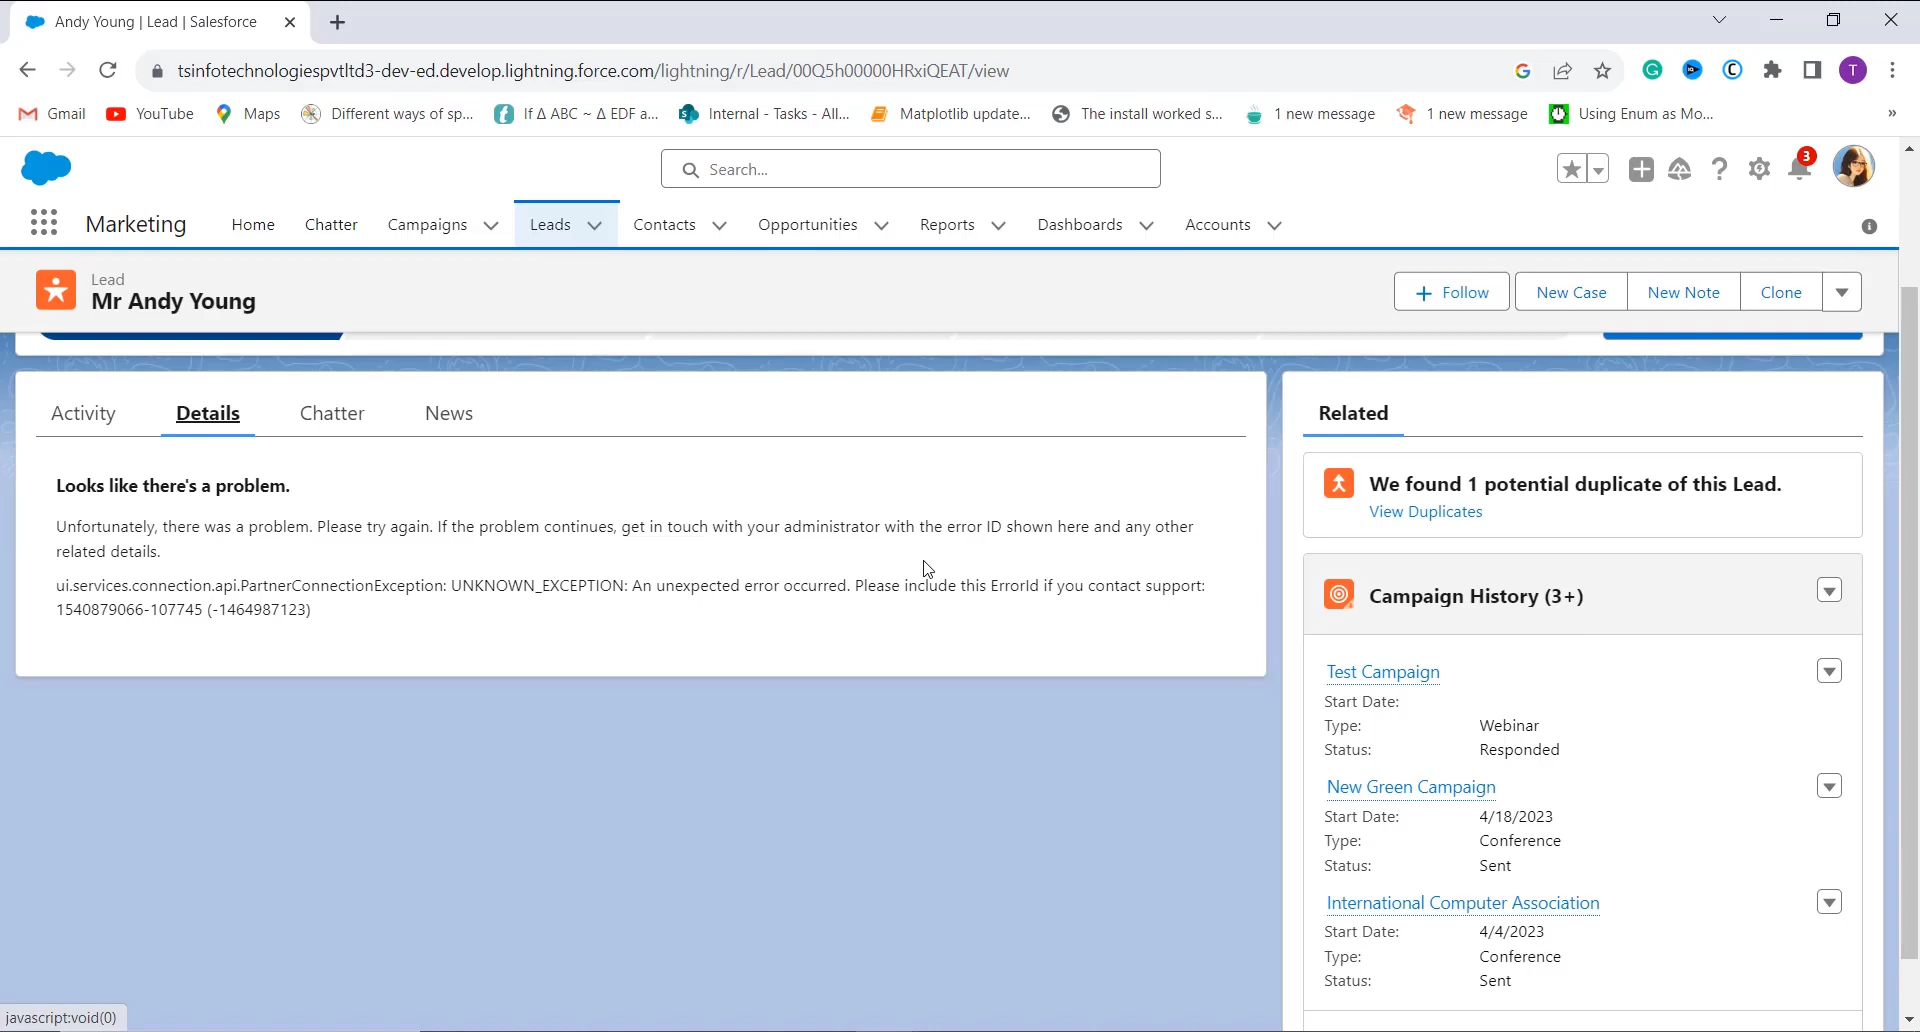 Andy Young | Lead | Salesforce
tsinfotechnologiespvtltd3-dev-ed.develop.lightning.force.com/lightning/r/Lead/00Q5h00000HRxiQEAT/view
T
Gmail YouTube Maps Different ways of sp... If Δ ABC ~ Δ EDF a... Internal - Tasks - All... Matplotlib update... The install worked s... 1 new message 1 new message Using Enum as Mo... »
Search...
3
Marketing Home Chatter Campaigns Leads Contacts Opportunities Reports Dashboards Accounts
Lead
Mr Andy Young
+ Follow New Case New Note Clone
Activity Details Chatter News
Looks like there's a problem.
Unfortunately, there was a problem. Please try again. If the problem continues, get in touch with your administrator with the error ID shown here and any other
related details.
ui.services.connection.api.PartnerConnectionException: UNKNOWN_EXCEPTION: An unexpected error occurred. Please include this ErrorId if you contact support:
1540879066-107745 (-1464987123)
Related
We found 1 potential duplicate of this Lead.
View Duplicates
Campaign History (3+)
Test Campaign
Start Date:
Type: Webinar
Status: Responded
New Green Campaign
Start Date: 4/18/2023
Type: Conference
Status: Sent
International Computer Association
Start Date: 4/4/2023
Type: Conference
Status: Sent
javascript:void(0)